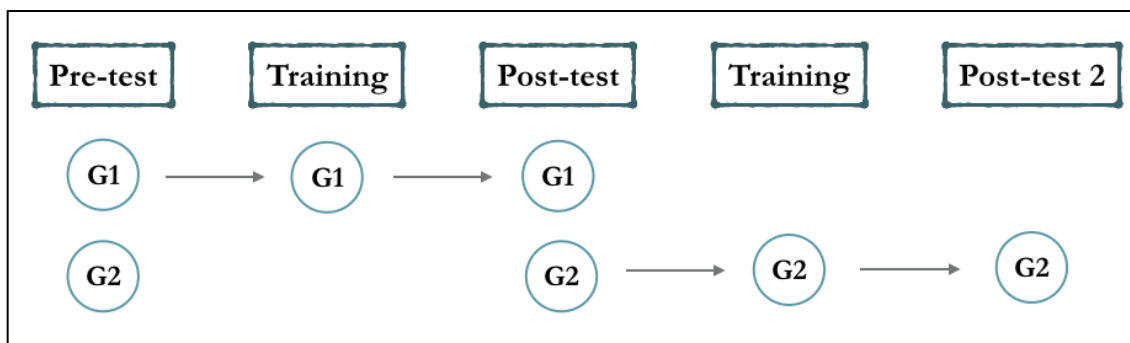 Pre-test Training Post-test Training Post-test 2
G1 G1 G1
G2 G2 G2 G2